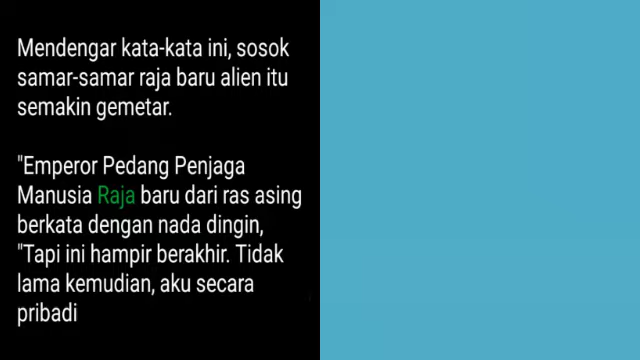 Mendengar kata-kata ini, sosok
samar-samar raja baru alien itu
semakin gemetar.
"Emperor Pedang Penjaga
Manusia Raja baru dari ras asing
berkata dengan nada dingin,
"Tapi ini hampir berakhir. Tidak
lama kemudian, aku secara
pribadi